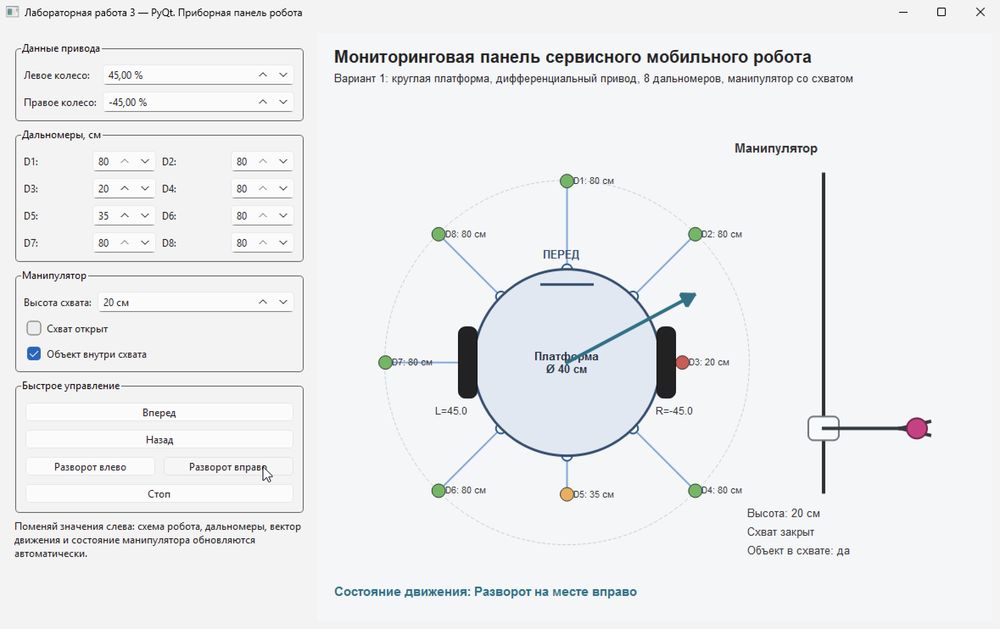 Лабораторная работа 3 — PyQt. Приборная панель робота
Данные привода
Левое колесо: 45,00 %
Правое колесо: -45,00 %
Дальномеры, см
D1: 80 D2: 80
D3: 20 D4: 80
D5: 35 D6: 80
D7: 80 D8: 80
Манипулятор
Высота схвата: 20 см
Схват открыт
Объект внутри схвата
Быстрое управление
Вперед
Назад
Разворот влево Разворот вправо
Стоп
Поменяй значения слева: схема робота, дальномеры, вектор
движения и состояние манипулятора обновляются
автоматически.
Мониторинговая панель сервисного мобильного робота
Вариант 1: круглая платформа, дифференциальный привод, 8 дальномеров, манипулятор со схватом
Манипулятор
D1: 80 см
D8: 80 см
D2: 80 см
ПЕРЕД
Платформа
Ø 40 см
D7: 80 см
D3: 20 см
L=45.0
R=-45.0
D6: 80 см
D5: 35 см
D4: 80 см
Высота: 20 см
Схват закрыт
Объект в схвате: да
Состояние движения: Разворот на месте вправо